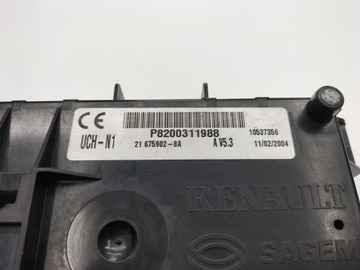 CE P8200311988 10537356
UCH-N1 21 675902-8A A V5.3 11/02/2004
RENAULT
SAGEM